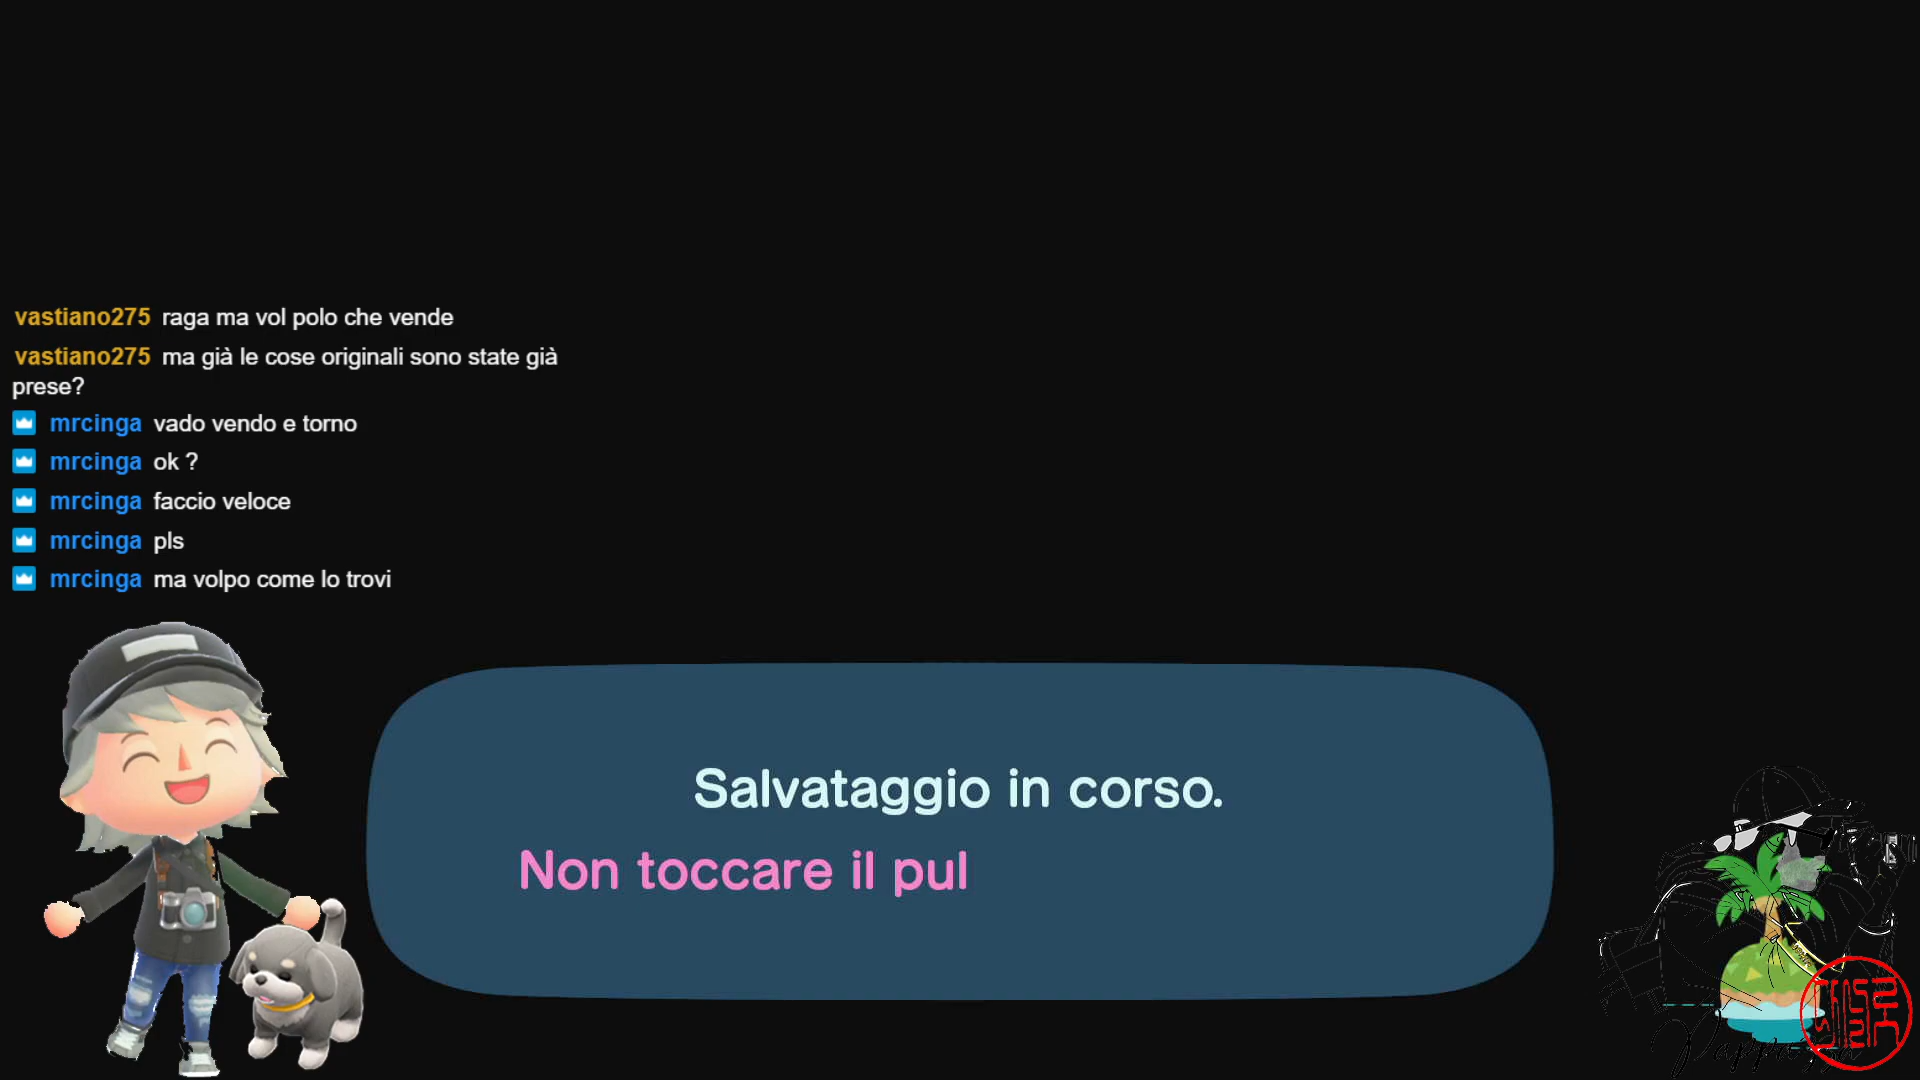 vastiano275 raga ma vol polo che vende
vastiano275 ma già le cose originali sono state già
prese?
mrcinga vado vendo e torno
mrcinga ok ?
mrcinga faccio veloce
mrcinga pls
mrcinga ma volpo come lo trovi
Salvataggio in corso.
Non toccare il pul